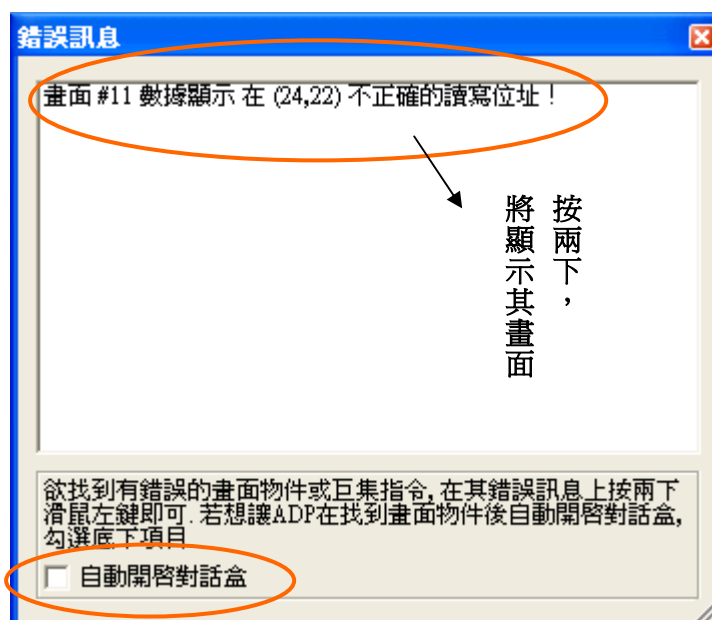 錯誤訊息
畫面 #11 數據顯示 在 (24,22) 不正確的讀寫位址！
按兩下，
將顯示其畫面
欲找到有錯誤的畫面物件或巨集指令, 在其錯誤訊息上按兩下
滑鼠左鍵即可. 若想讓ADP在找到畫面物件後自動開啓對話盒,
勾選底下項目
自動開啓對話盒